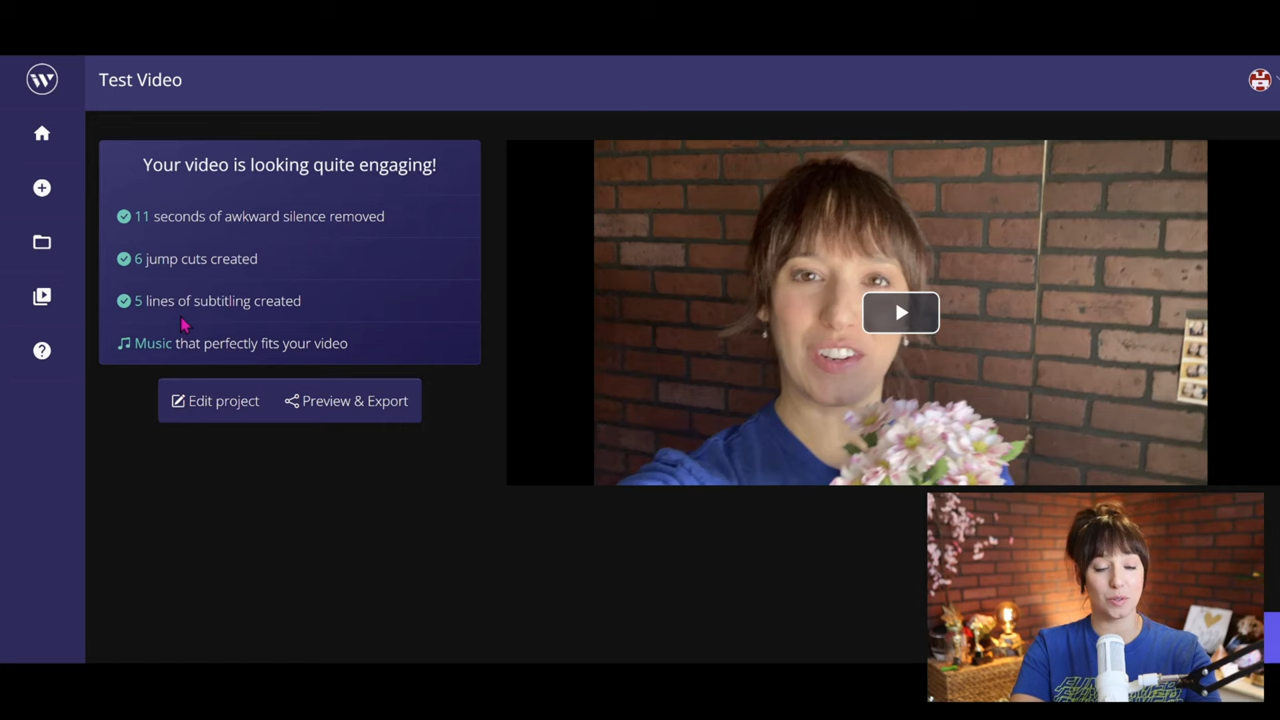 Test Video
Your video is looking quite engaging!
11 seconds of awkward silence removed
6 jump cuts created
5 lines of subtitling created
Music that perfectly fits your video
Edit project
Preview & Export